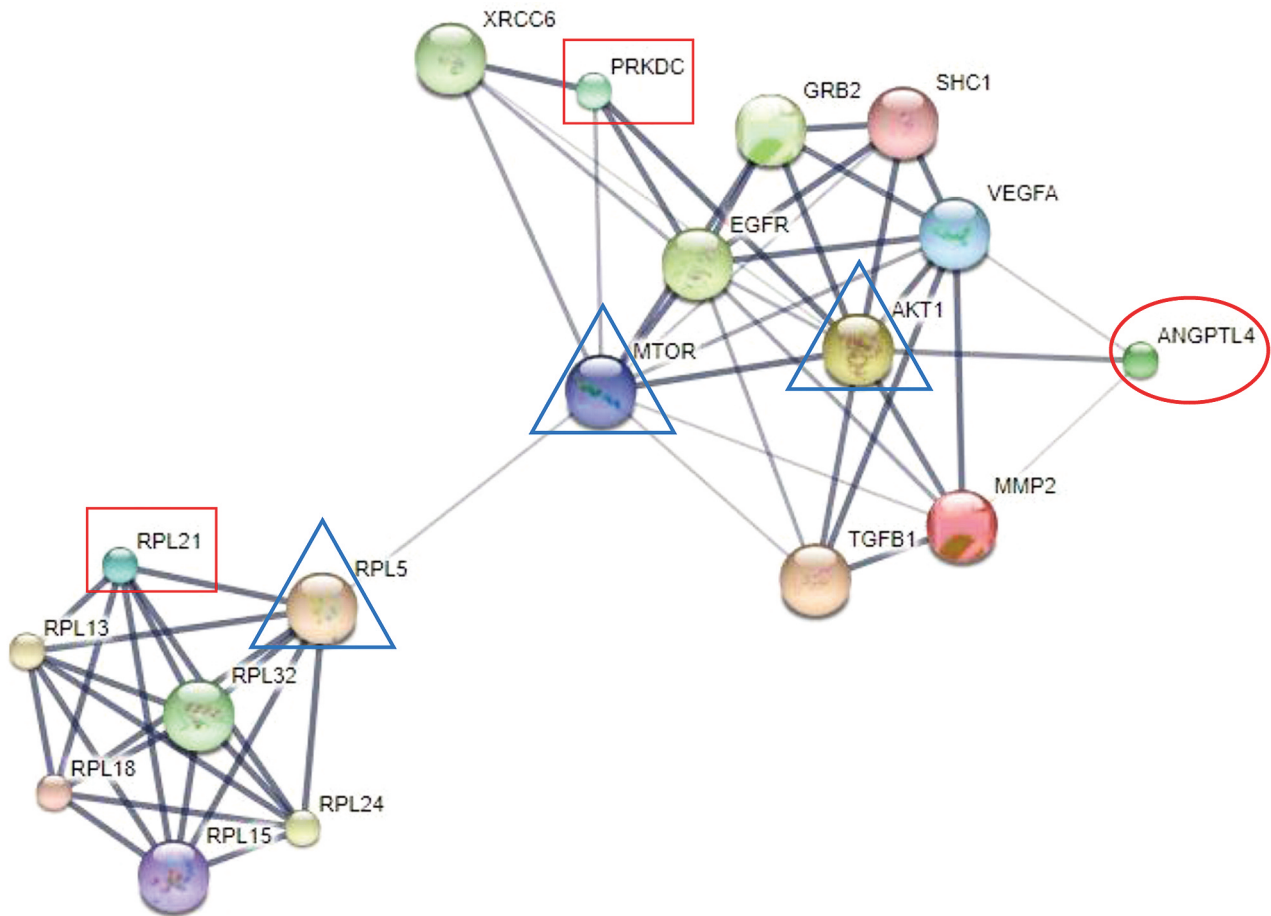 XRCC6
PRKDC
GRB2
SHC1
VEGFA
EGFR
AKT1
ANGPTL4
MTOR
MMP2
TGFB1
RPL21
RPL5
RPL13
RPL32
RPL18
RPL24
RPL15